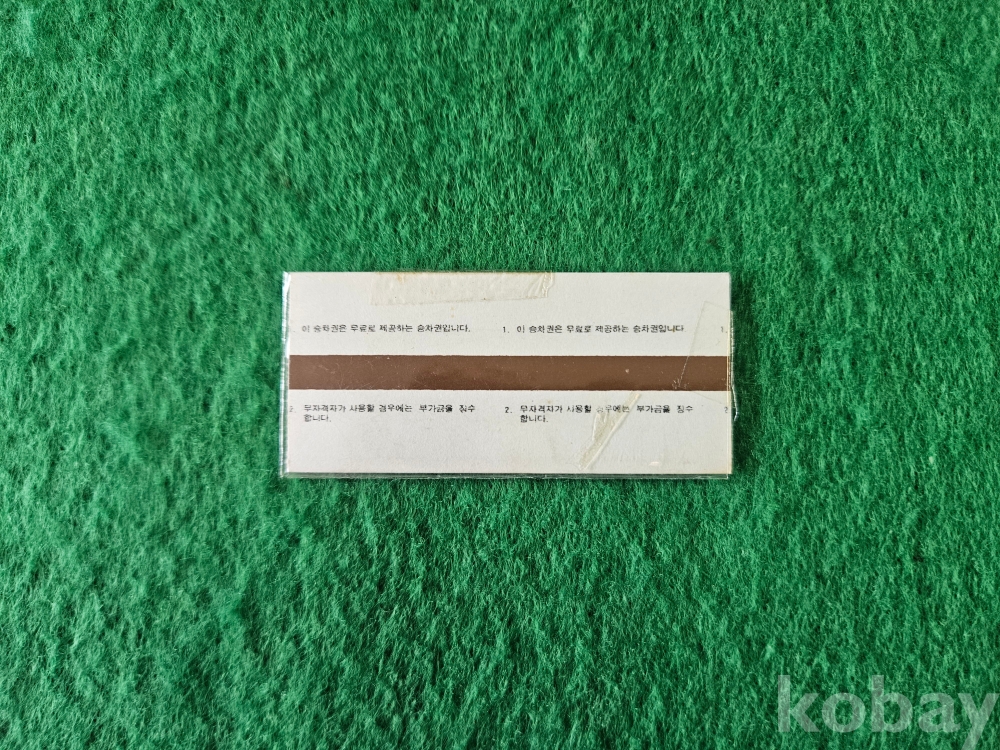 1. 이 승차권은 무료로 제공하는 승차권입니다. 1. 이 승차권은 무료로 제공하는 승차권입니다 1.
2. 무자격자가 사용할 경우에는 부가금을 징수 2. 무자격자가 사용할 경우에는 부가금을 징수 2
합니다. 합니다.
kobay